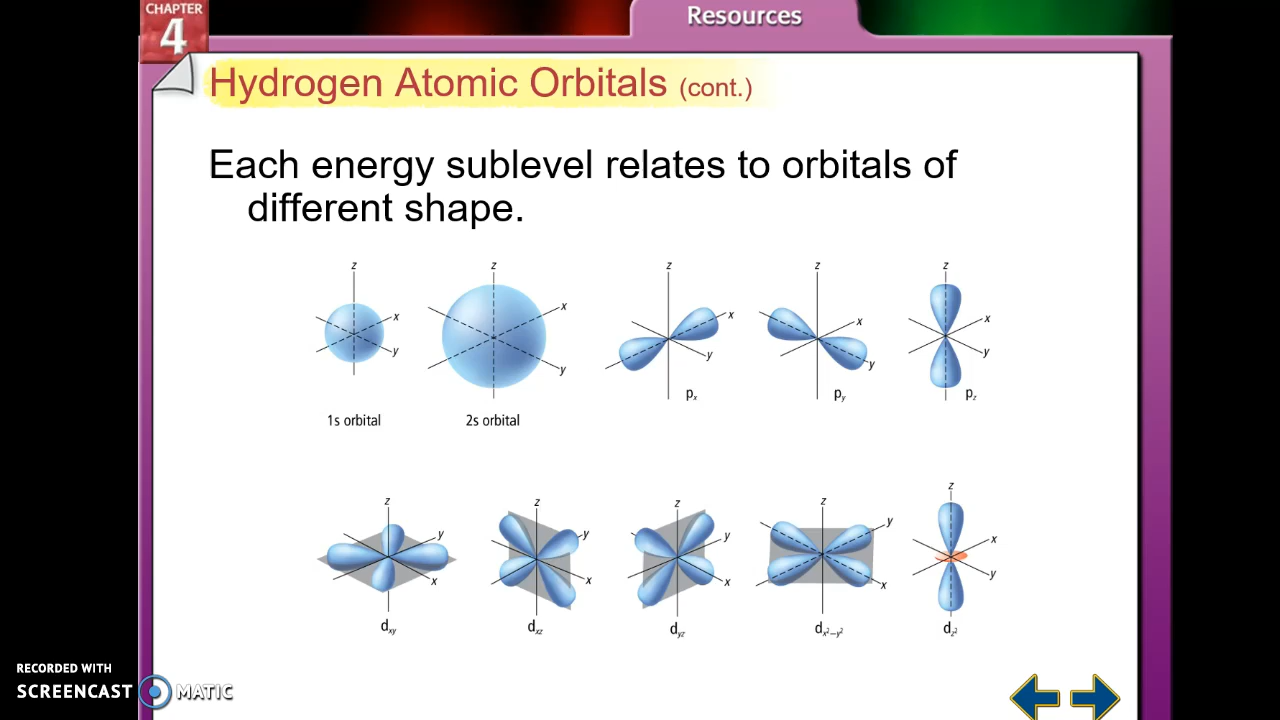 CHAPTER
4
Resources
Hydrogen Atomic Orbitals (cont.)
Each energy sublevel relates to orbitals of
different shape.
z
x
y
1s orbital
z
x
y
2s orbital
z
x
y
pₓ
z
x
y
p_y
z
x
y
p_z
z
y
x
d_xy
z
y
x
d_xz
z
y
x
d_yz
z
y
x
d_x²−y²
z
x
y
d_z²
RECORDED WITH
SCREENCAST MATIC